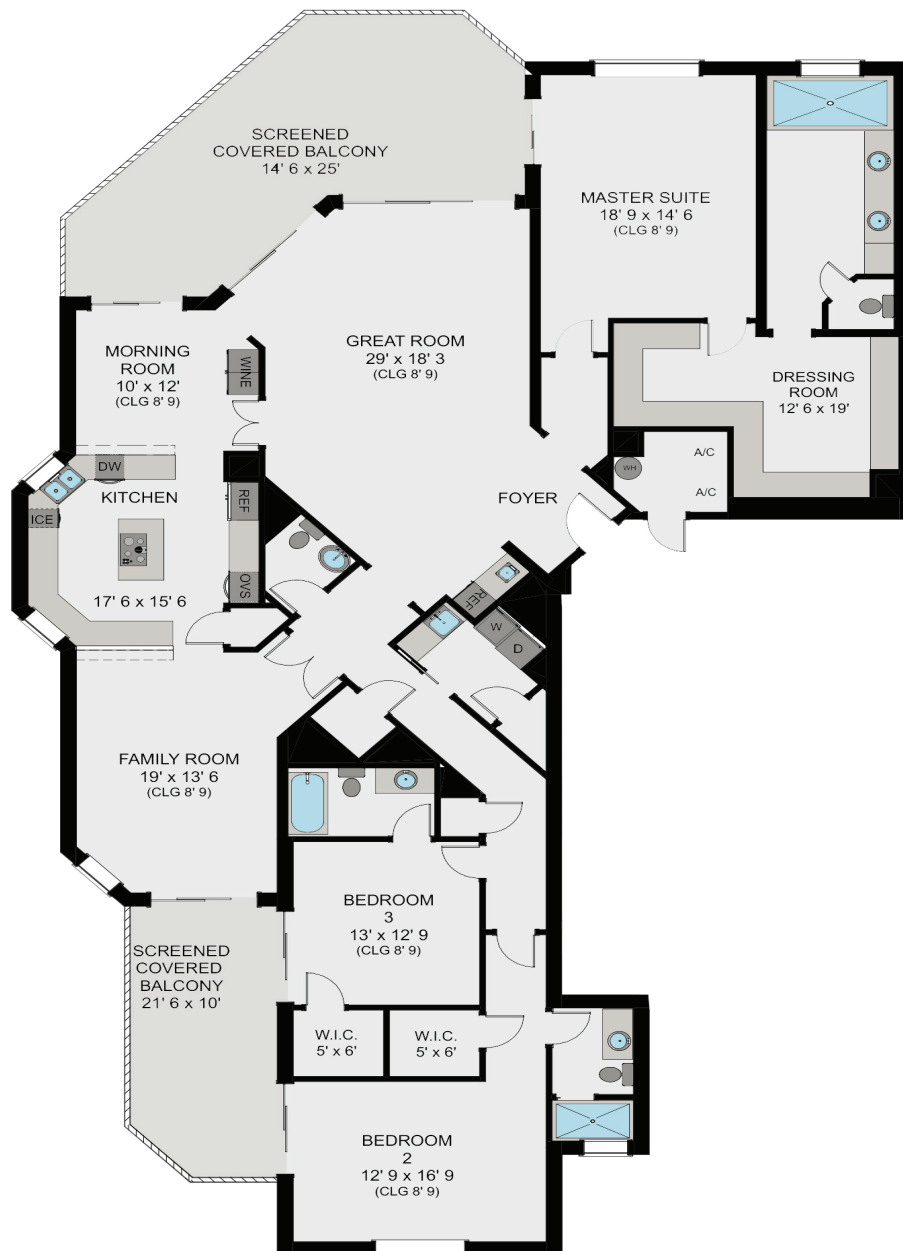 SCREENED
COVERED BALCONY
14' 6 x 25'
MASTER SUITE
18' 9 x 14' 6
(CLG 8' 9)
MORNING
ROOM
10' x 12'
(CLG 8' 9)
WINE
GREAT ROOM
29' x 18' 3
(CLG 8' 9)
DRESSING
ROOM
12' 6 x 19'
A/C
WH
A/C
DW
KITCHEN
ICE
REF
FOYER
OVS
17' 6 x 15' 6
REF
W
D
FAMILY ROOM
19' x 13' 6
(CLG 8' 9)
BEDROOM
3
13' x 12' 9
(CLG 8' 9)
SCREENED
COVERED
BALCONY
21' 6 x 10'
W.I.C.
5' x 6'
W.I.C.
5' x 6'
BEDROOM
2
12' 9 x 16' 9
(CLG 8' 9)